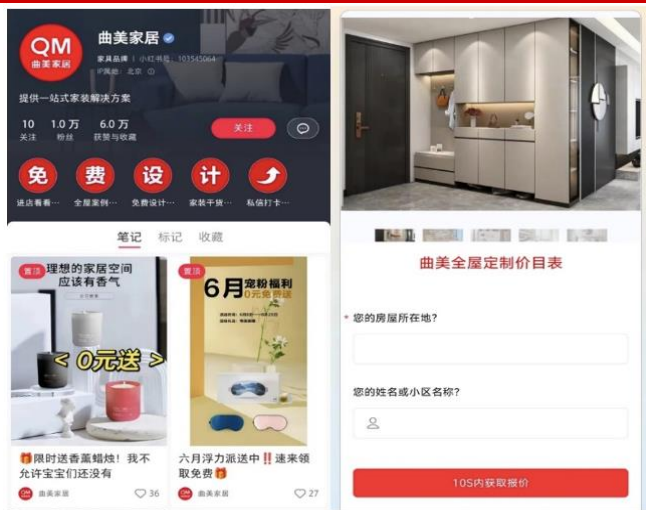 QM
曲美家居
曲美家居
家具品牌 | 小红书号: 103545064
IP属地: 北京
提供一站式家装解决方案
10 1.0万 6.0万
关注 粉丝 获赞与收藏
关注
免 费 设 计
进店看看… 全屋案例… 免费设计… 家装干货… 私信打卡…
笔记 标记 收藏
置顶
理想的家居空间
应该有香气
< 0元送 >
🎁限时送香薰蜡烛！我不
允许宝宝们还没有
曲美家居 36
置顶
6月宠粉福利
0元免费送
六月浮力派送中‼️速来领
取免费🎁
曲美家居 27
曲美全屋定制价目表
* 您的房屋所在地?
您的姓名或小区名称?
10S内获取报价